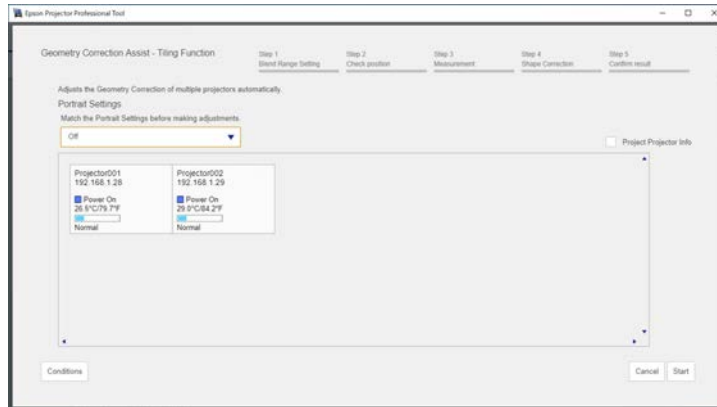 Epson Projector Professional Tool
Geometry Correction Assist - Tiling Function
Step 1
Blend Range Setting
Step 2
Check position
Step 3
Measurement
Step 4
Shape Correction
Step 5
Confirm result
Adjusts the Geometry Correction of multiple projectors automatically.
Portrait Settings
Match the Portrait Settings before making adjustments.
Off
Project Projector Info
Projector001
192.168.1.28
Power On
26.5°C/79.7°F
Normal
Projector002
192.168.1.29
Power On
29.0°C/84.2°F
Normal
Conditions
Cancel
Start